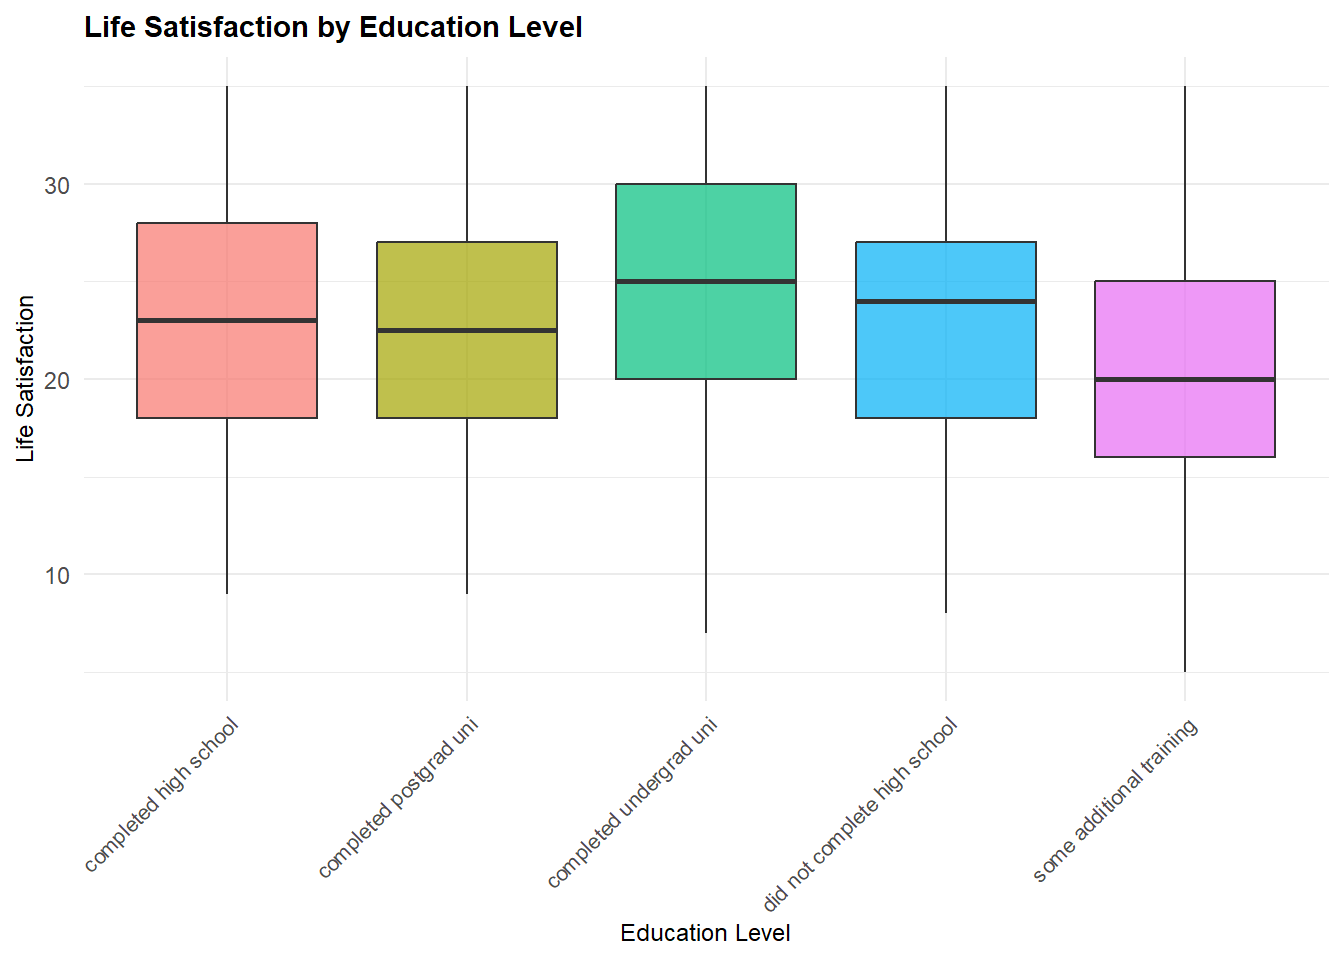 Life Satisfaction by Education Level
Life Satisfaction
30
20
10
completed high school
completed postgrad uni
completed undergrad uni
did not complete high school
some additional training
Education Level